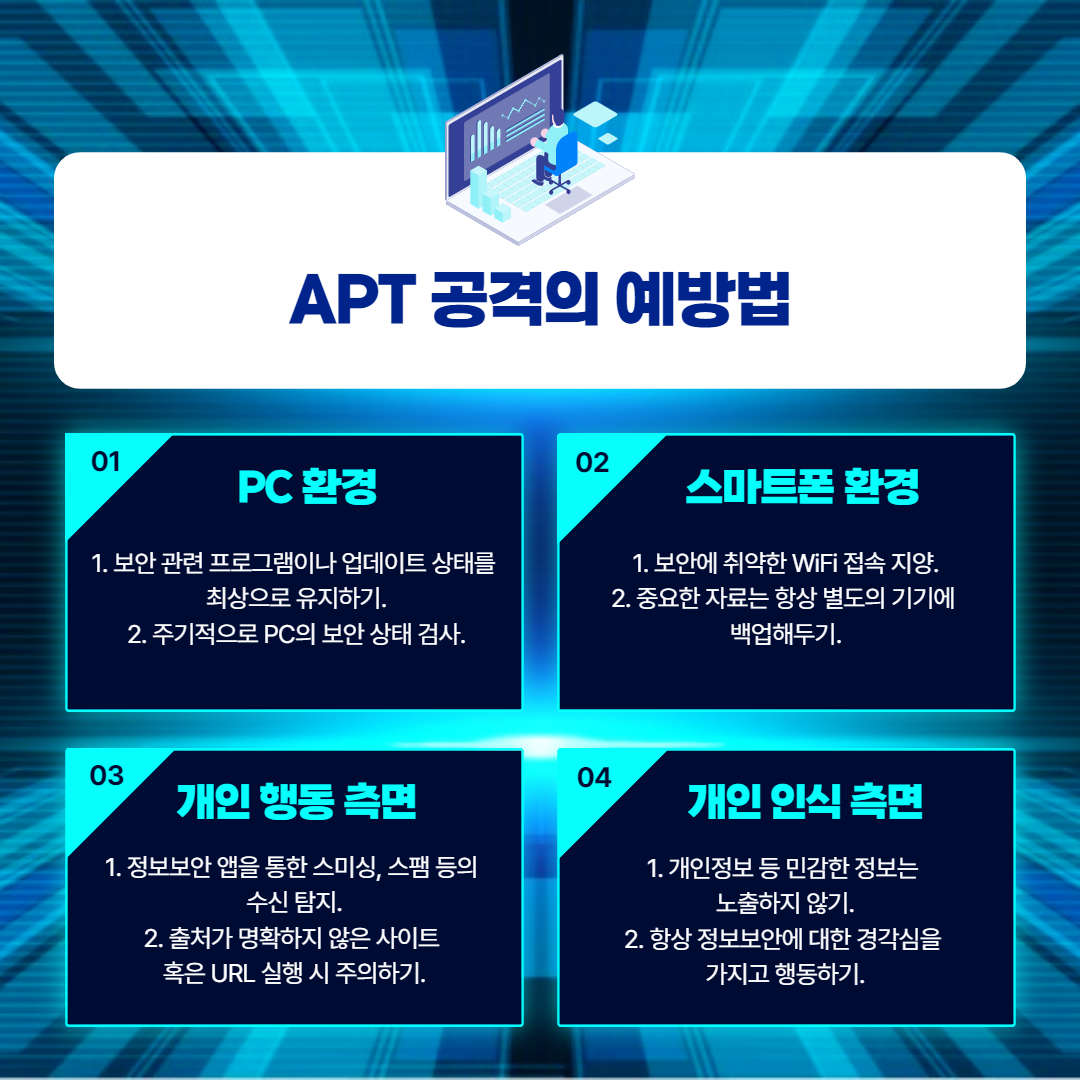 APT 공격의 예방법
01
PC 환경
1. 보안 관련 프로그램이나 업데이트 상태를
최상으로 유지하기.
2. 주기적으로 PC의 보안 상태 검사.
02
스마트폰 환경
1. 보안에 취약한 WiFi 접속 지양.
2. 중요한 자료는 항상 별도의 기기에
백업해두기.
03
개인 행동 측면
1. 정보보안 앱을 통한 스미싱, 스팸 등의
수신 탐지.
2. 출처가 명확하지 않은 사이트
혹은 URL 실행 시 주의하기.
04
개인 인식 측면
1. 개인정보 등 민감한 정보는
노출하지 않기.
2. 항상 정보보안에 대한 경각심을
가지고 행동하기.